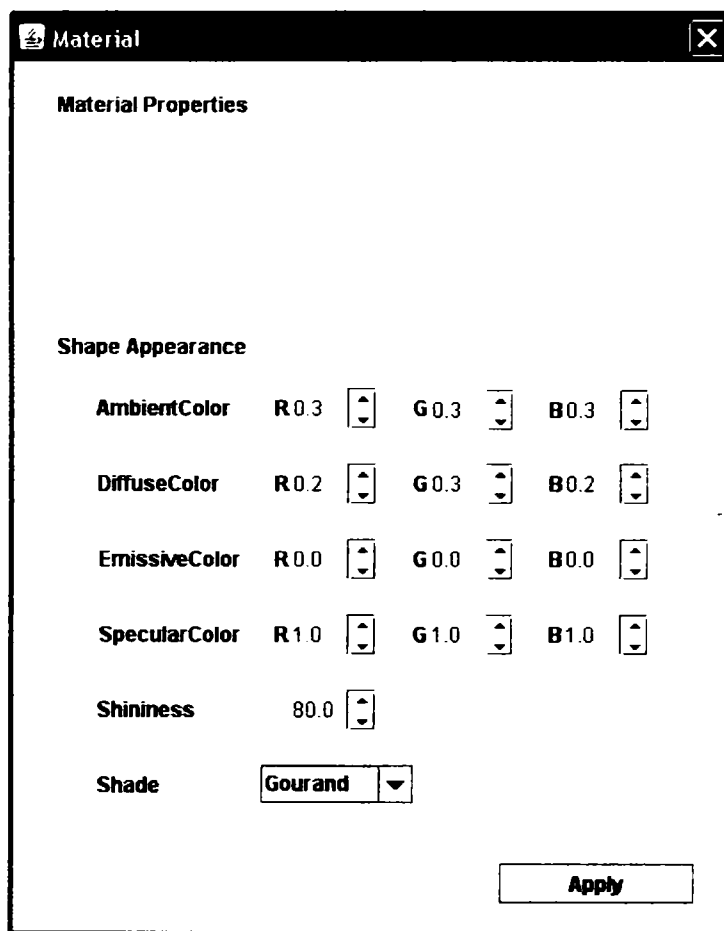 Material
Material Properties
Shape Appearance
AmbientColor R 0.3 G 0.3 B 0.3
DiffuseColor R 0.2 G 0.3 B 0.2
EmissiveColor R 0.0 G 0.0 B 0.0
SpecularColor R 1.0 G 1.0 B 1.0
Shininess 80.0
Shade Gourand
Apply